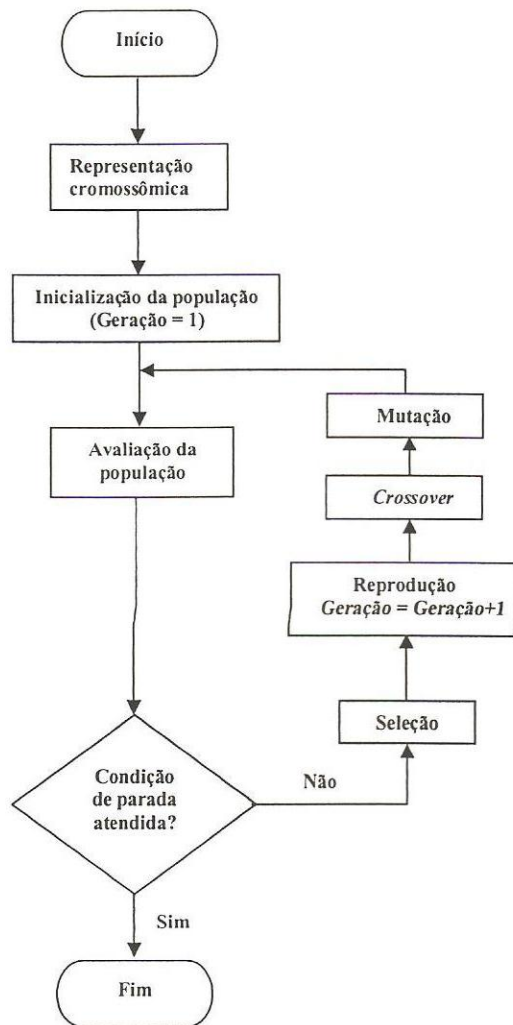 Início
Representação
cromossômica
Inicialização da população
(Geração = 1)
Mutação
Avaliação da
população
Crossover
Reprodução
Geração = Geração+1
Seleção
Condição
de parada
atendida?
Não
Sim
Fim